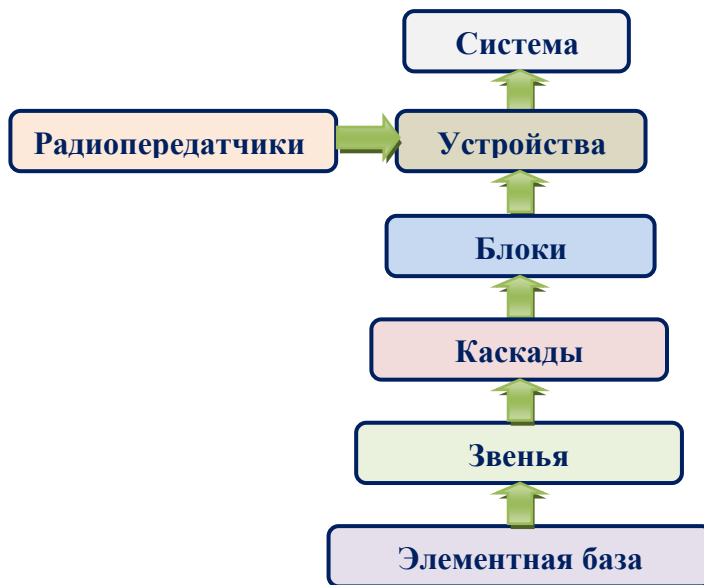 Система
Радиопередатчики
Устройства
Блоки
Каскады
Звенья
Элементная база